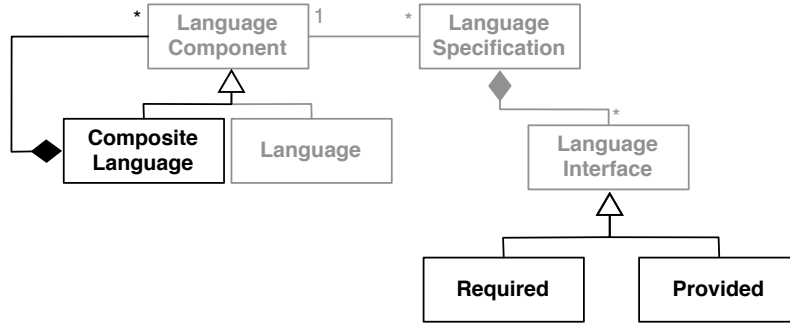 *
Language
Component
1
*
Language
Specification
Composite
Language
Language
*
Language
Interface
Required
Provided